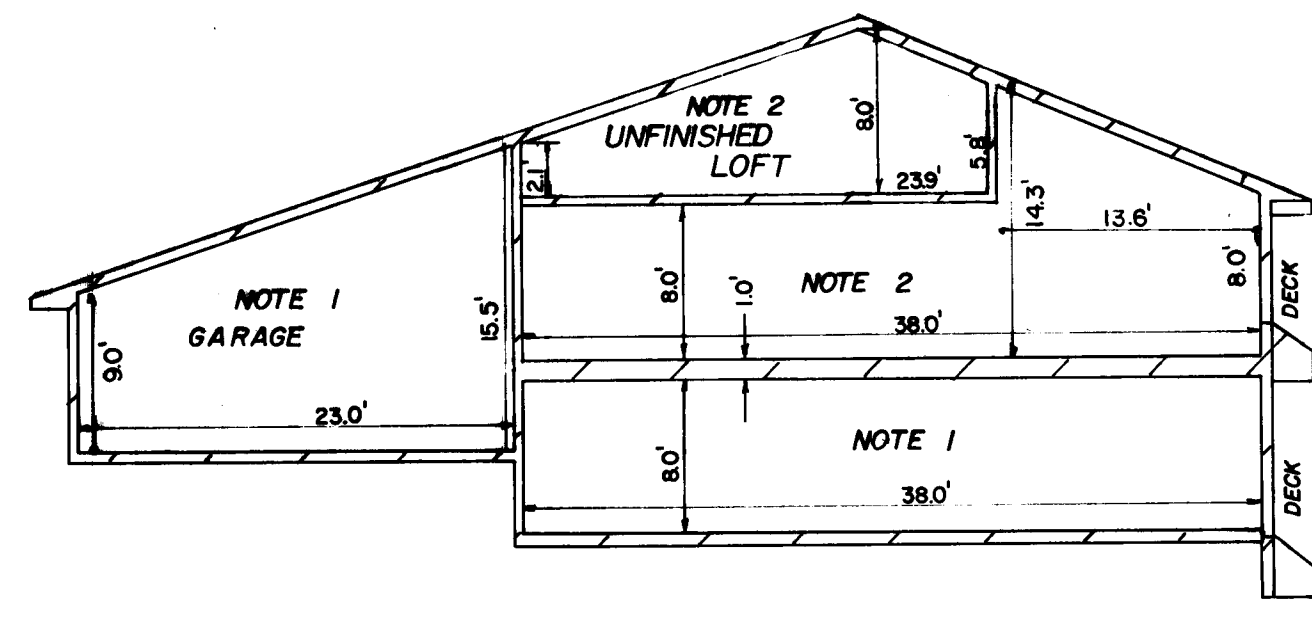 NOTE 2
UNFINISHED
LOFT
8.0'
5.8'
2.1'
23.9'
14.3'
13.6'
NOTE 1
GARAGE
15.5'
9.0'
23.0'
8.0'
1.0'
NOTE 2
38.0'
8.0'
DECK
8.0'
NOTE 1
38.0'
DECK